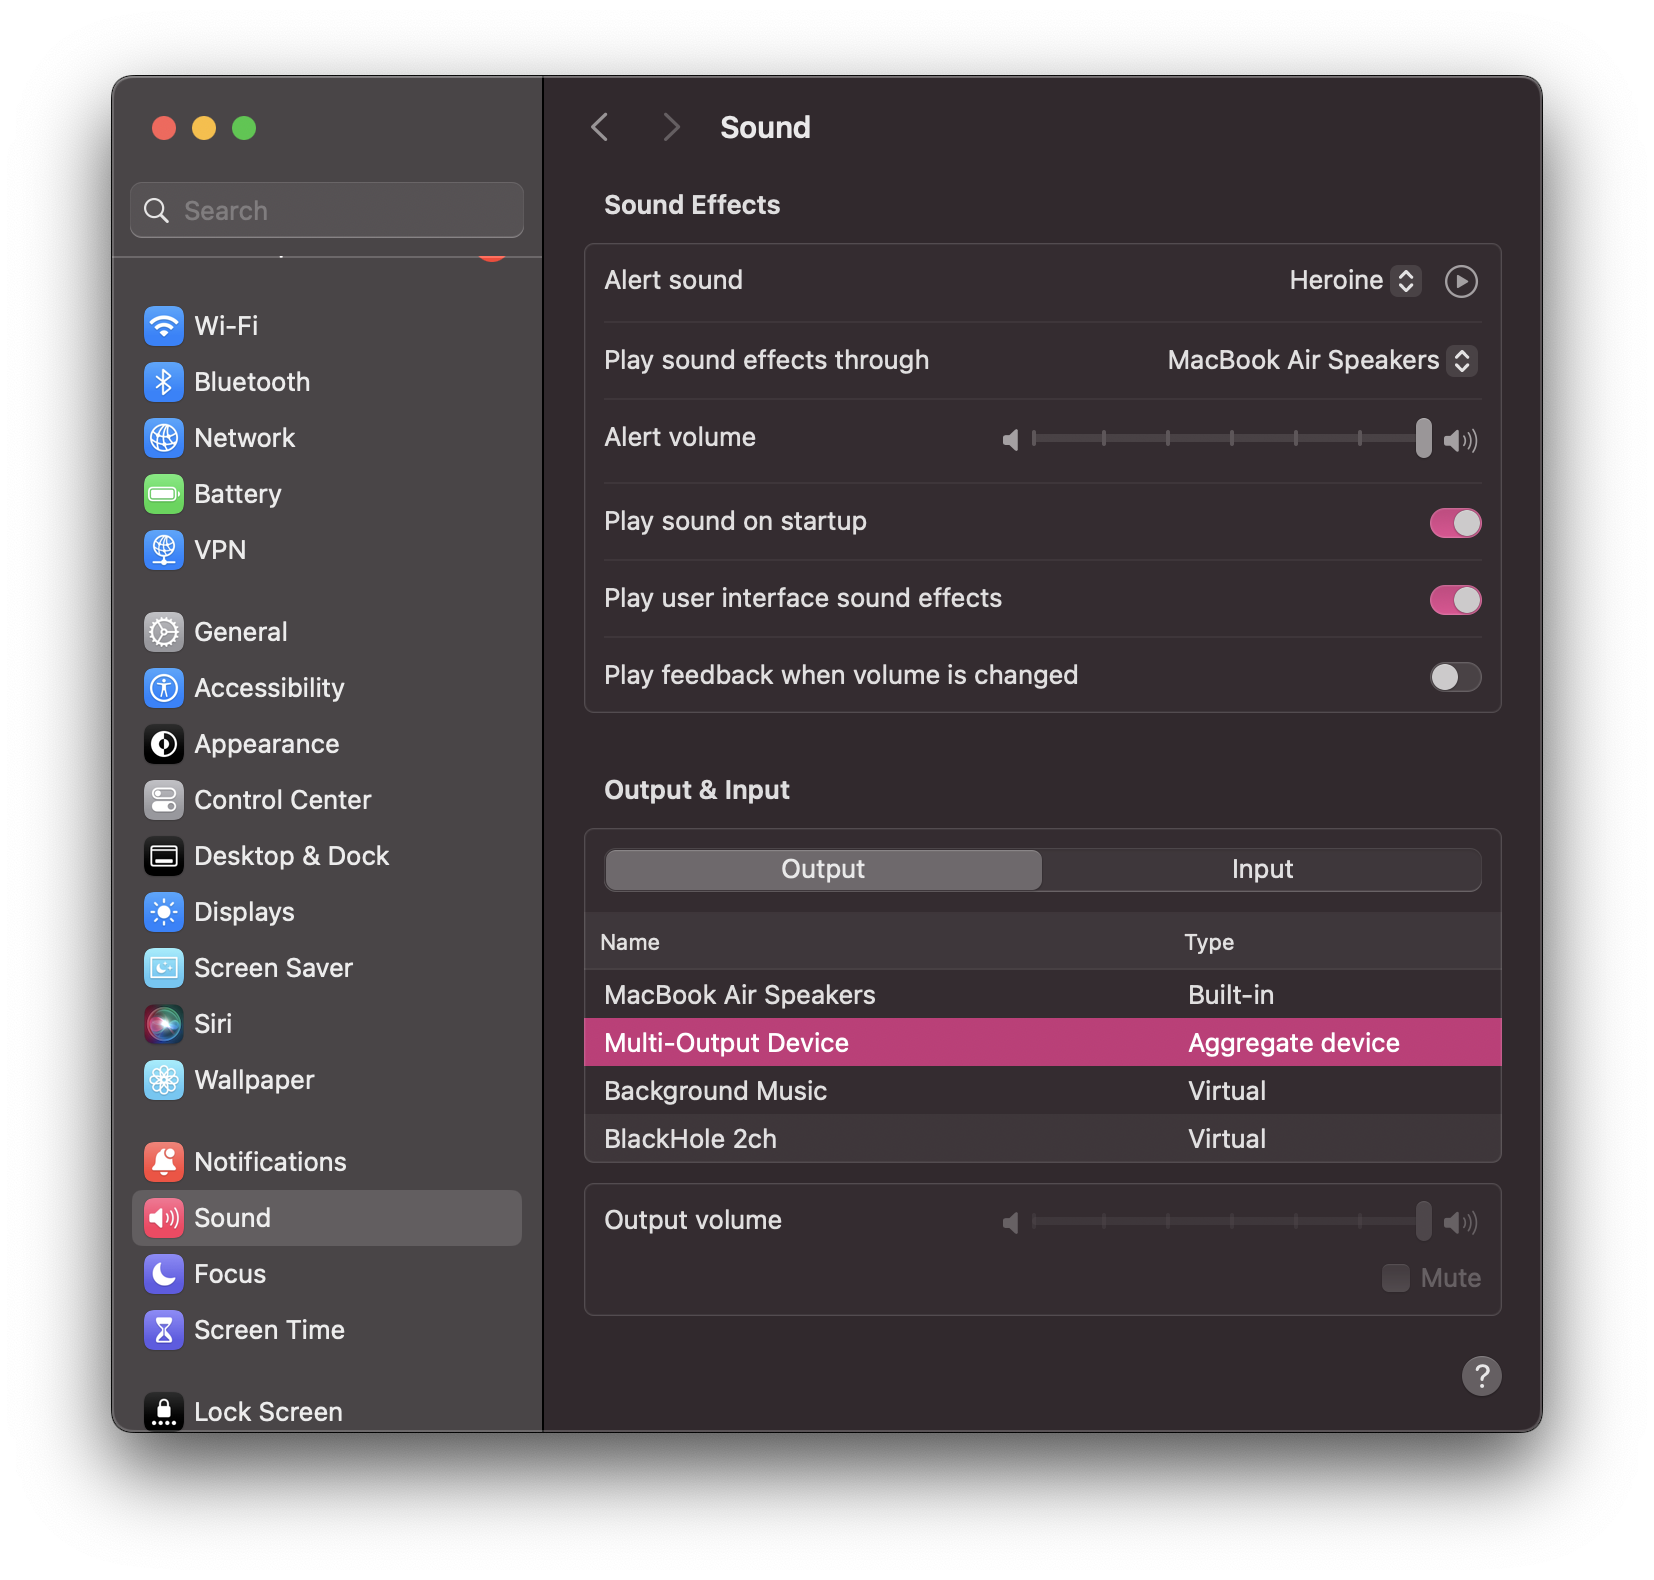 Search
Wi-Fi
Bluetooth
Network
Battery
VPN
General
Accessibility
Appearance
Control Center
Desktop & Dock
Displays
Screen Saver
Siri
Wallpaper
Notifications
Sound
Focus
Screen Time
Lock Screen
Sound
Sound Effects
Alert sound Heroine
Play sound effects through MacBook Air Speakers
Alert volume
Play sound on startup
Play user interface sound effects
Play feedback when volume is changed
Output & Input
Output Input
Name Type
MacBook Air Speakers Built-in
Multi-Output Device Aggregate device
Background Music Virtual
BlackHole 2ch Virtual
Output volume
Mute
?